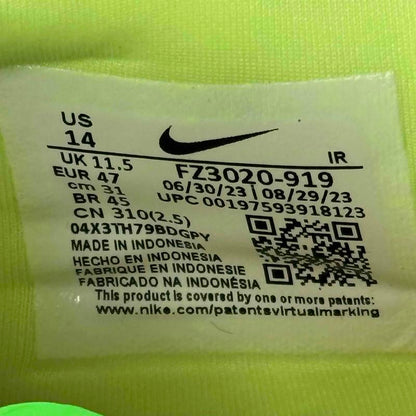 US
14
UK 11.5
EUR 47
cm 31
BR 45
CN 310(2.5)
IR
FZ3020-919
06/30/23 | 08/29/23
UPC 00197593918123
04X3TH79BDGPY
MADE IN INDONESIA
HECHO EN INDONESIA
FABRIQUE EN INDONESIE
FABRICADO NA INDONÉSIA
This product is covered by one or more patents:
www.nike.com/patentsvirtualmarking